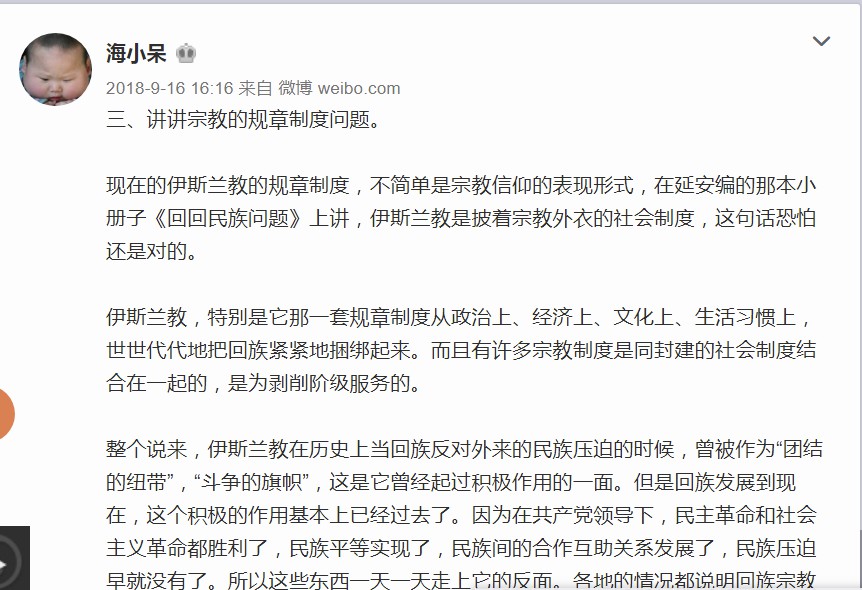 海小呆
2018-9-16 16:16 来自 微博 weibo.com
三、讲讲宗教的规章制度问题。
现在的伊斯兰教的规章制度，不简单是宗教信仰的表现形式，在延安编的那本小
册子《回回民族问题》上讲，伊斯兰教是披着宗教外衣的社会制度，这句话恐怕
还是对的。
伊斯兰教，特别是它那一套规章制度从政治上、经济上、文化上、生活习惯上，
世世代代地把回族紧紧地捆绑起来。而且有许多宗教制度是同封建的社会制度结
合在一起的，是为剥削阶级服务的。
整个说来，伊斯兰教在历史上当回族反对外来的民族压迫的时候，曾被作为“团结
的纽带”，“斗争的旗帜”，这是它曾经起过积极作用的一面。但是回族发展到现
在，这个积极的作用基本上已经过去了。因为在共产党领导下，民主革命和社会
主义革命都胜利了，民族平等实现了，民族间的合作互助关系发展了，民族压迫
早就没有了。所以这些东西一天一天走上它的反面。各地的情况都说明回族宗教